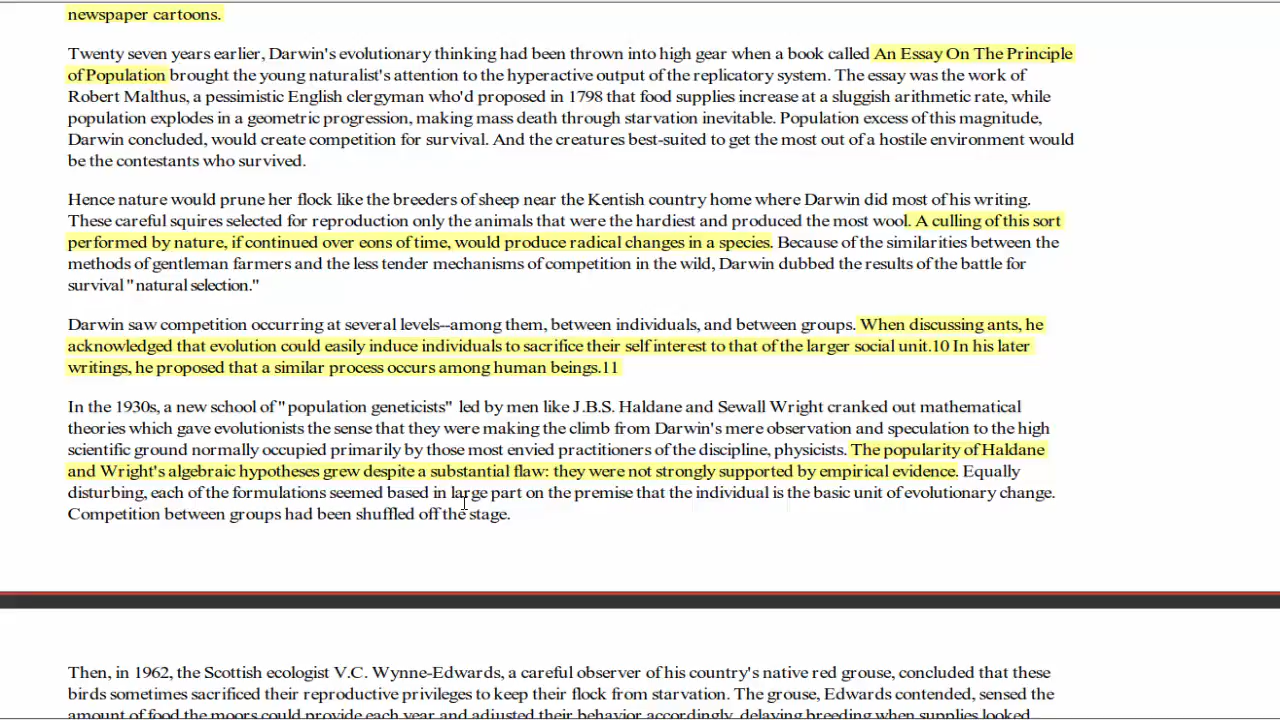 newspaper cartoons.
Twenty seven years earlier, Darwin's evolutionary thinking had been thrown into high gear when a book called An Essay On The Principle
of Population brought the young naturalist's attention to the hyperactive output of the replicatory system. The essay was the work of
Robert Malthus, a pessimistic English clergyman who'd proposed in 1798 that food supplies increase at a sluggish arithmetic rate, while
population explodes in a geometric progression, making mass death through starvation inevitable. Population excess of this magnitude,
Darwin concluded, would create competition for survival. And the creatures best-suited to get the most out of a hostile environment would
be the contestants who survived.
Hence nature would prune her flock like the breeders of sheep near the Kentish country home where Darwin did most of his writing.
These careful squires selected for reproduction only the animals that were the hardiest and produced the most wool. A culling of this sort
performed by nature, if continued over eons of time, would produce radical changes in a species. Because of the similarities between the
methods of gentleman farmers and the less tender mechanisms of competition in the wild, Darwin dubbed the results of the battle for
survival "natural selection."
Darwin saw competition occurring at several levels--among them, between individuals, and between groups. When discussing ants, he
acknowledged that evolution could easily induce individuals to sacrifice their self interest to that of the larger social unit.10 In his later
writings, he proposed that a similar process occurs among human beings.11
In the 1930s, a new school of "population geneticists" led by men like J.B.S. Haldane and Sewall Wright cranked out mathematical
theories which gave evolutionists the sense that they were making the climb from Darwin's mere observation and speculation to the high
scientific ground normally occupied primarily by those most envied practitioners of the discipline, physicists. The popularity of Haldane
and Wright's algebraic hypotheses grew despite a substantial flaw: they were not strongly supported by empirical evidence. Equally
disturbing, each of the formulations seemed based in large part on the premise that the individual is the basic unit of evolutionary change.
Competition between groups had been shuffled off the stage.
Then, in 1962, the Scottish ecologist V.C. Wynne-Edwards, a careful observer of his country's native red grouse, concluded that these
birds sometimes sacrificed their reproductive privileges to keep their flock from starvation. The grouse, Edwards contended, sensed the
amount of food the moors could provide each year and adjusted their behavior accordingly, delaying breeding when supplies looked